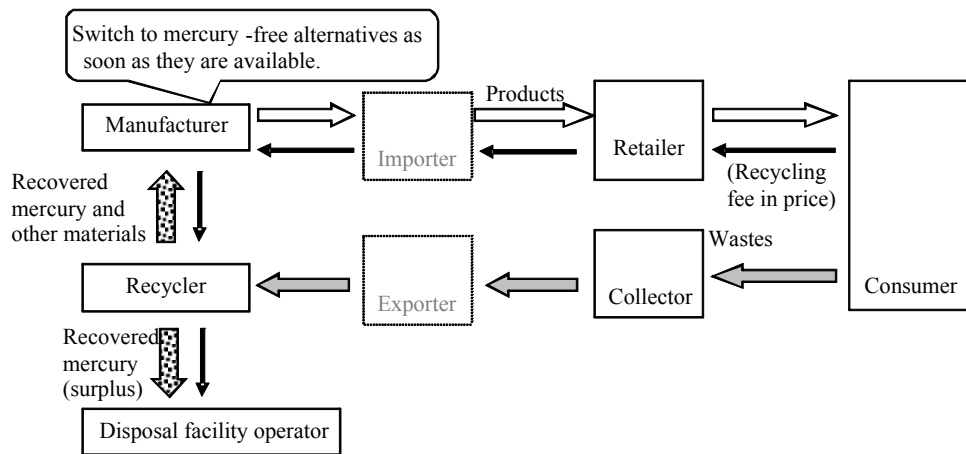 Switch to mercury -free alternatives as
soon as they are available.
Manufacturer
Importer
Products
Retailer
(Recycling
fee in price)
Recovered
mercury and
other materials
Recycler
Exporter
Collector
Wastes
Consumer
Recovered
mercury
(surplus)
Disposal facility operator